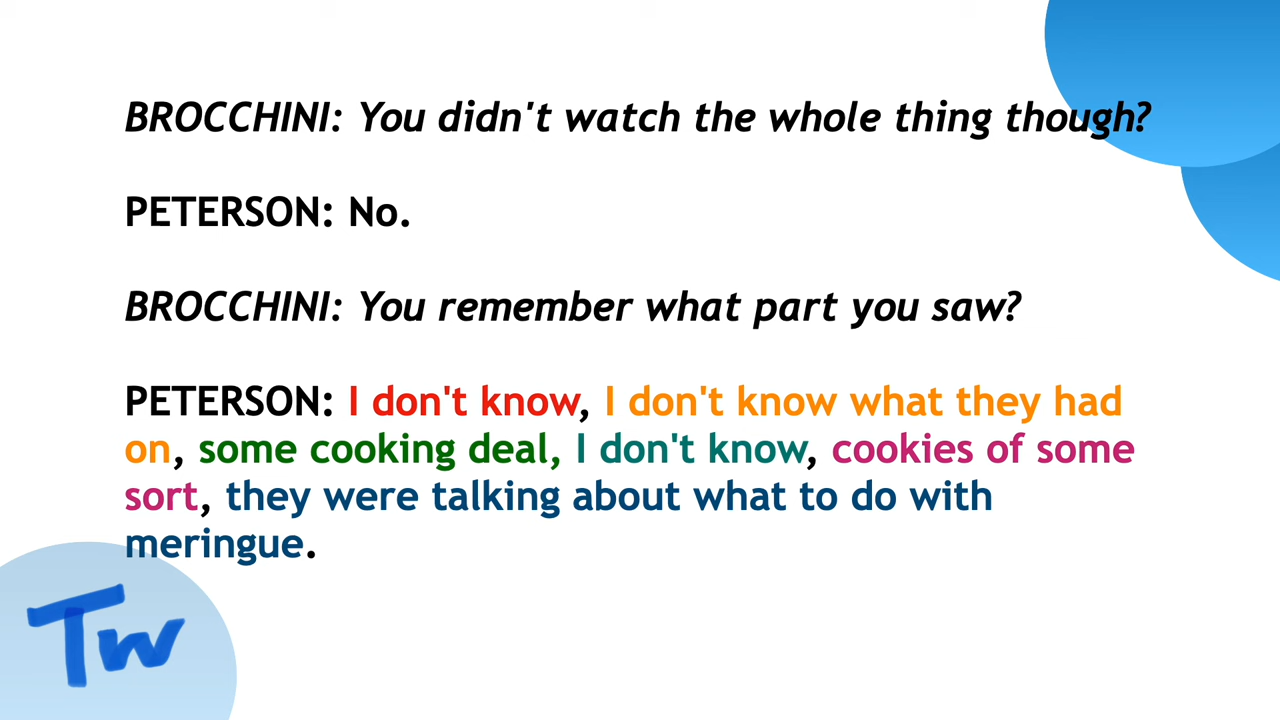 BROCCHINI: You didn't watch the whole thing though?
PETERSON: No.
BROCCHINI: You remember what part you saw?
PETERSON: I don't know, I don't know what they had
on, some cooking deal, I don't know, cookies of some
sort, they were talking about what to do with
meringue.
Tw